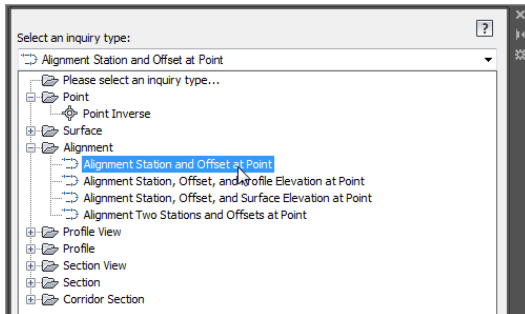 ?
Select an inquiry type:
Alignment Station and Offset at Point
Please select an inquiry type...
Point
Point Inverse
Surface
Alignment
Alignment Station and Offset at Point
Alignment Station, Offset, and Profile Elevation at Point
Alignment Station, Offset, and Surface Elevation at Point
Alignment Two Stations and Offsets at Point
Profile View
Profile
Section View
Section
Corridor Section